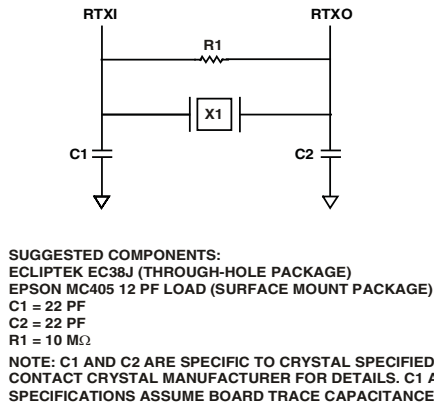 RTXI RTXO
R1
X1
C1 C2
SUGGESTED COMPONENTS:
ECLIPTEK EC38J (THROUGH-HOLE PACKAGE)
EPSON MC405 12 PF LOAD (SURFACE MOUNT PACKAGE)
C1 = 22 PF
C2 = 22 PF
R1 = 10 MΩ
NOTE: C1 AND C2 ARE SPECIFIC TO CRYSTAL SPECIFIED
CONTACT CRYSTAL MANUFACTURER FOR DETAILS. C1 A
SPECIFICATIONS ASSUME BOARD TRACE CAPACITANCE